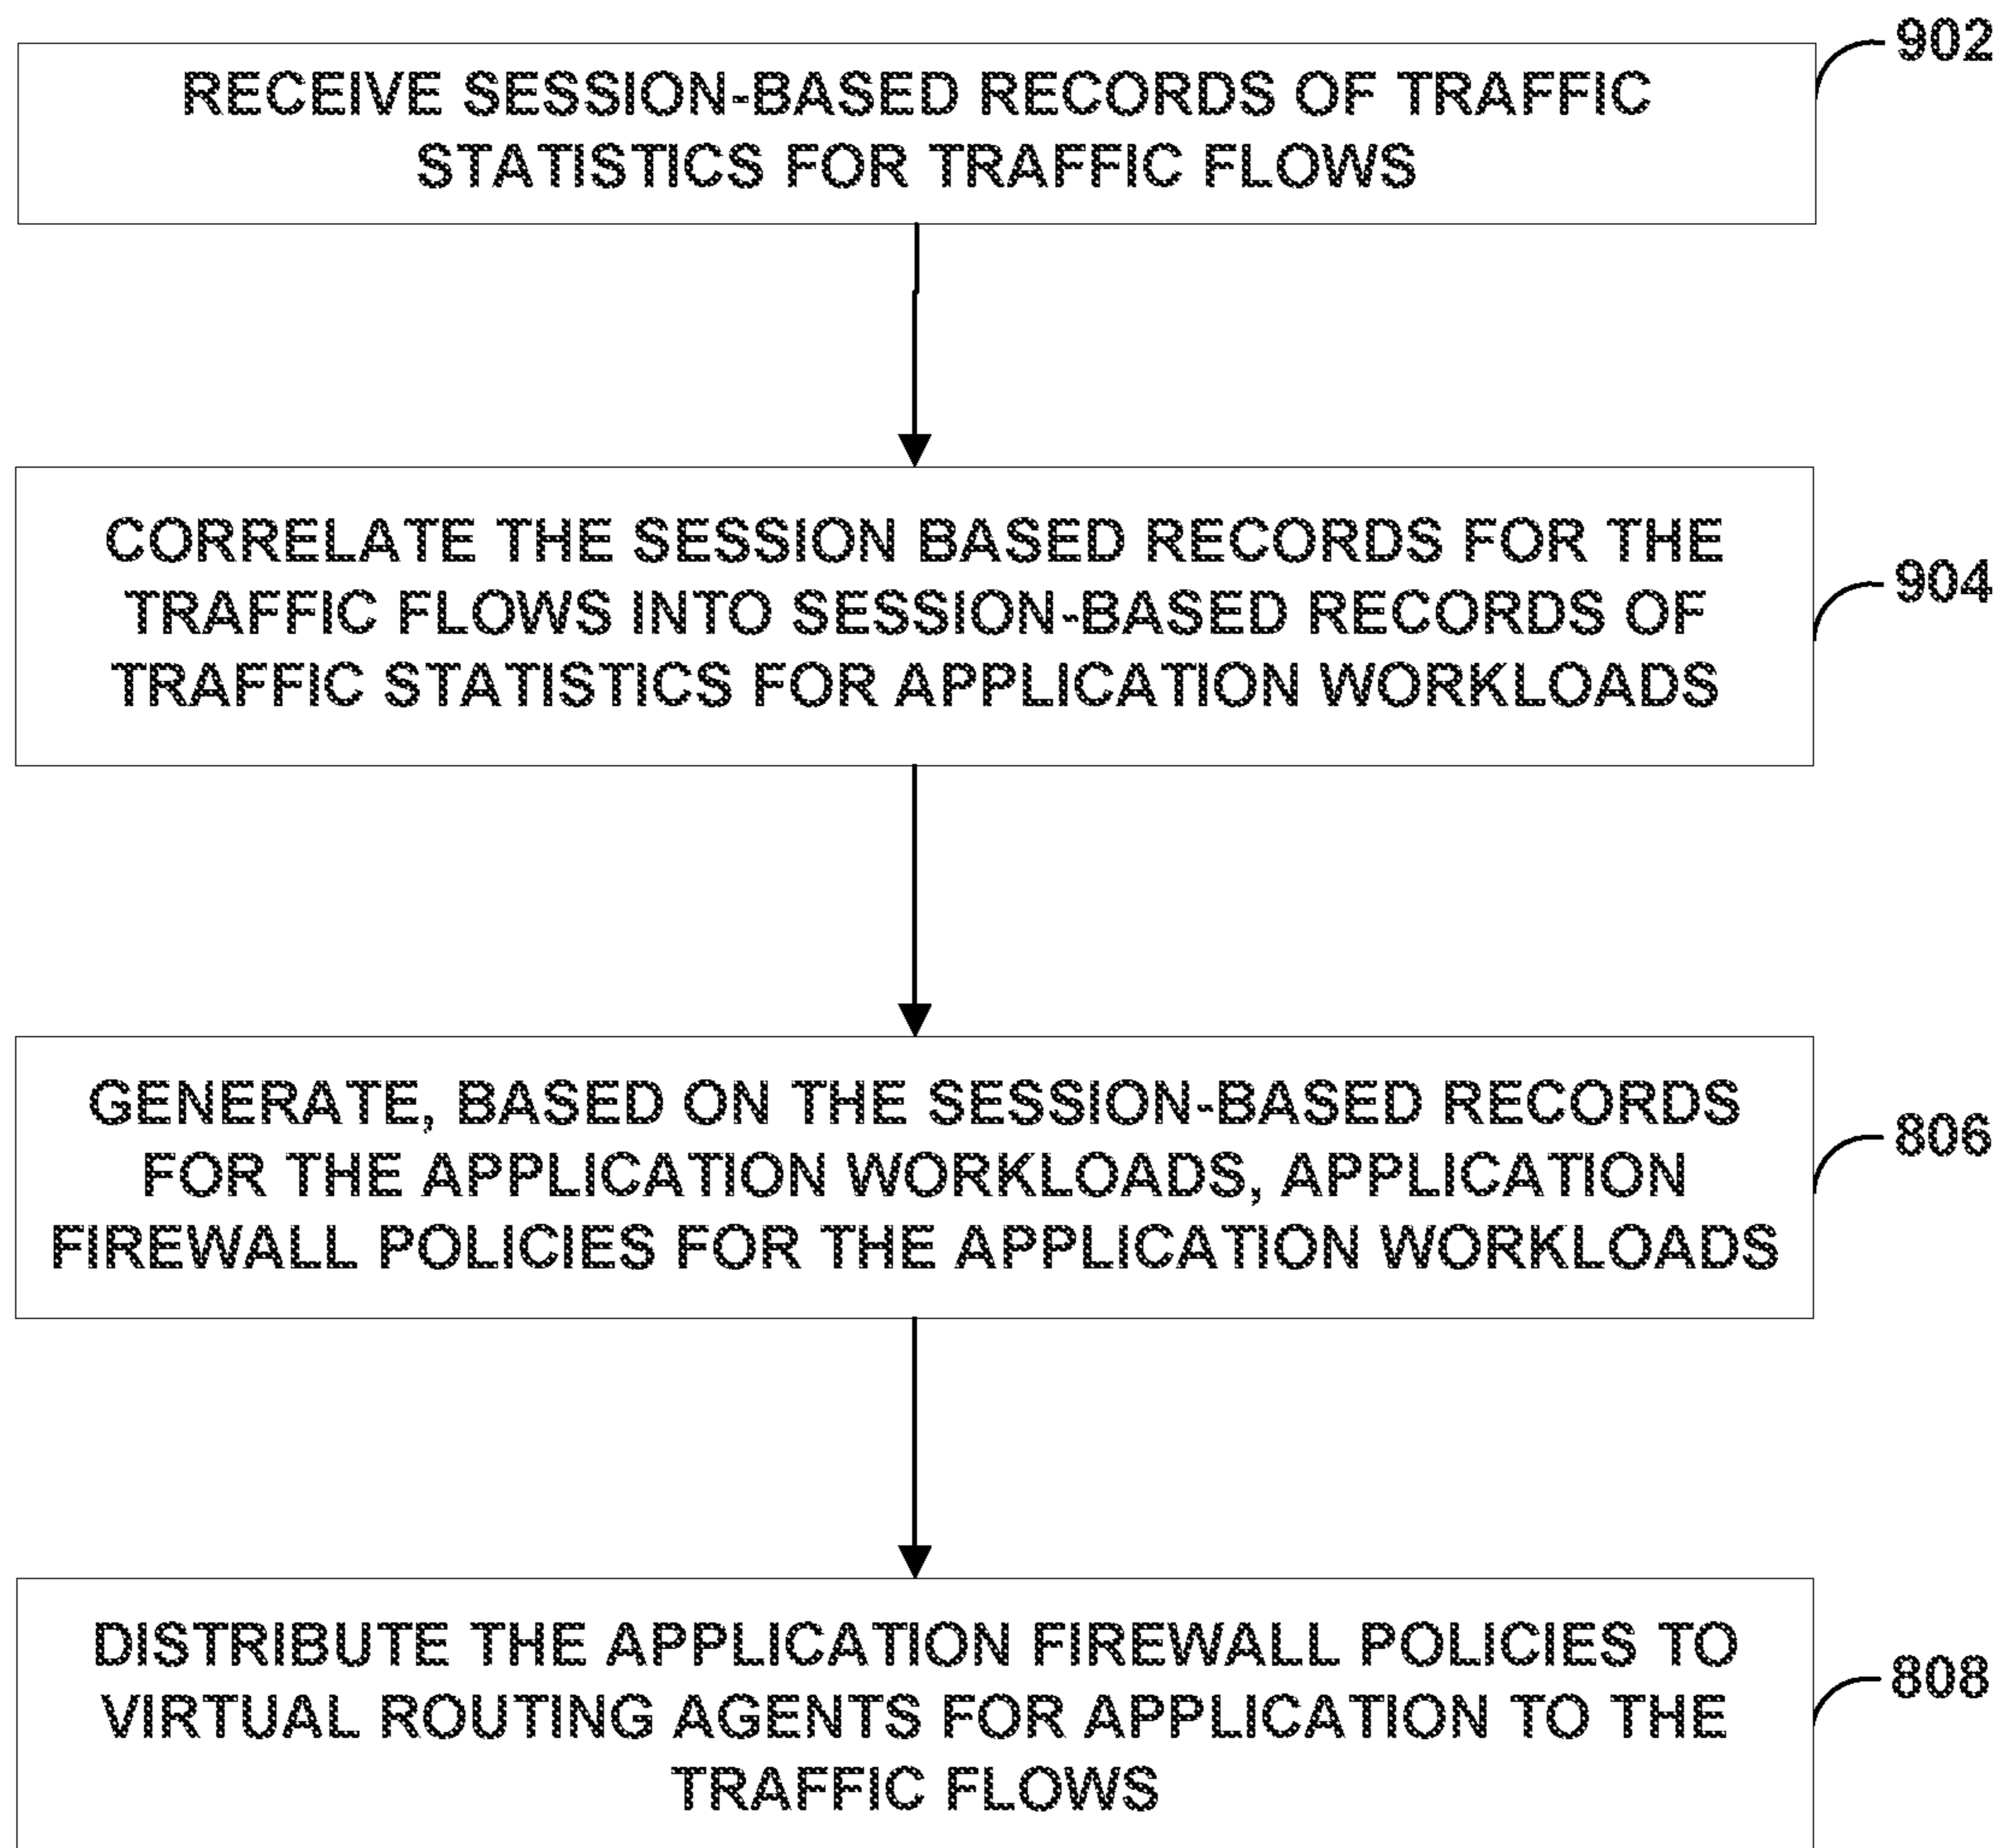 902
RECEIVE SESSION-BASED RECORDS OF TRAFFIC
STATISTICS FOR TRAFFIC FLOWS
CORRELATE THE SESSION BASED RECORDS FOR THE
TRAFFIC FLOWS INTO SESSION-BASED RECORDS OF
TRAFFIC STATISTICS FOR APPLICATION WORKLOADS
904
GENERATE, BASED ON THE SESSION-BASED RECORDS
FOR THE APPLICATION WORKLOADS, APPLICATION
FIREWALL POLICIES FOR THE APPLICATION WORKLOADS
806
DISTRIBUTE THE APPLICATION FIREWALL POLICIES TO
VIRTUAL ROUTING AGENTS FOR APPLICATION TO THE
TRAFFIC FLOWS
808